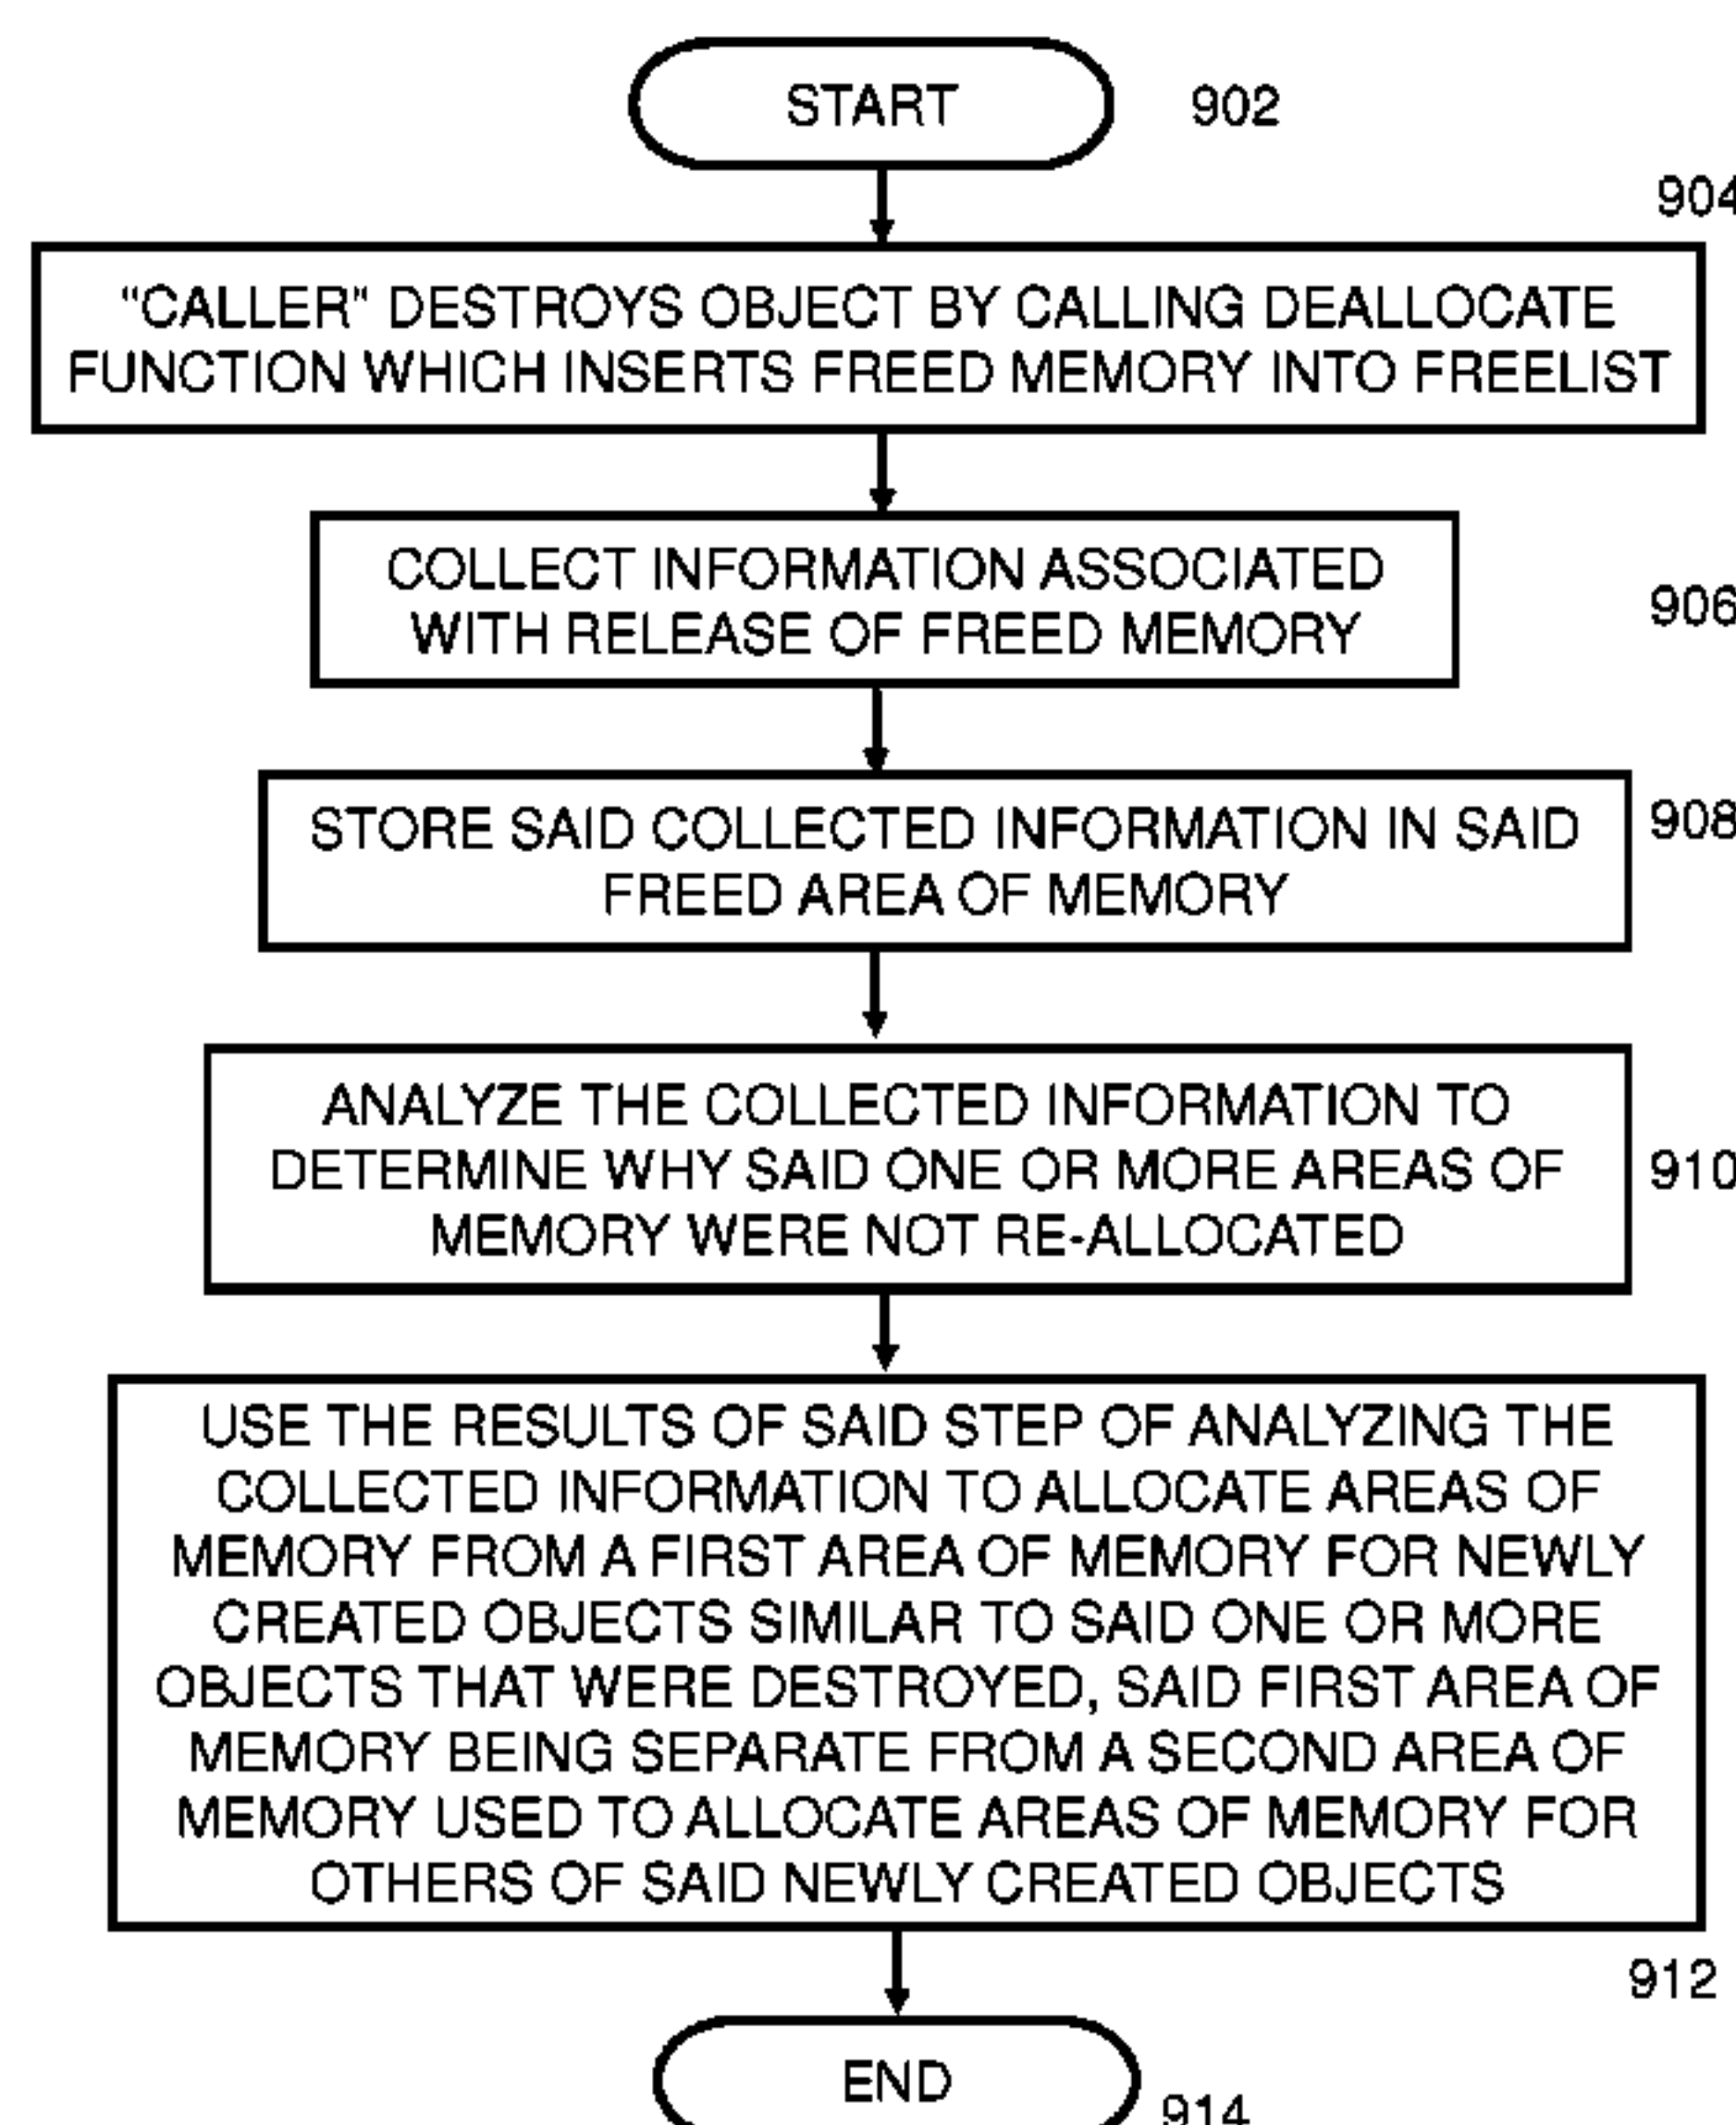 START
902
904
"CALLER" DESTROYS OBJECT BY CALLING DEALLOCATE
FUNCTION WHICH INSERTS FREED MEMORY INTO FREELIST
COLLECT INFORMATION ASSOCIATED
WITH RELEASE OF FREED MEMORY
906
STORE SAID COLLECTED INFORMATION IN SAID
FREED AREA OF MEMORY
908
ANALYZE THE COLLECTED INFORMATION TO
DETERMINE WHY SAID ONE OR MORE AREAS OF
MEMORY WERE NOT RE-ALLOCATED
910
USE THE RESULTS OF SAID STEP OF ANALYZING THE
COLLECTED INFORMATION TO ALLOCATE AREAS OF
MEMORY FROM A FIRST AREA OF MEMORY FOR NEWLY
CREATED OBJECTS SIMILAR TO SAID ONE OR MORE
OBJECTS THAT WERE DESTROYED, SAID FIRST AREA OF
MEMORY BEING SEPARATE FROM A SECOND AREA OF
MEMORY USED TO ALLOCATE AREAS OF MEMORY FOR
OTHERS OF SAID NEWLY CREATED OBJECTS
912
END
914